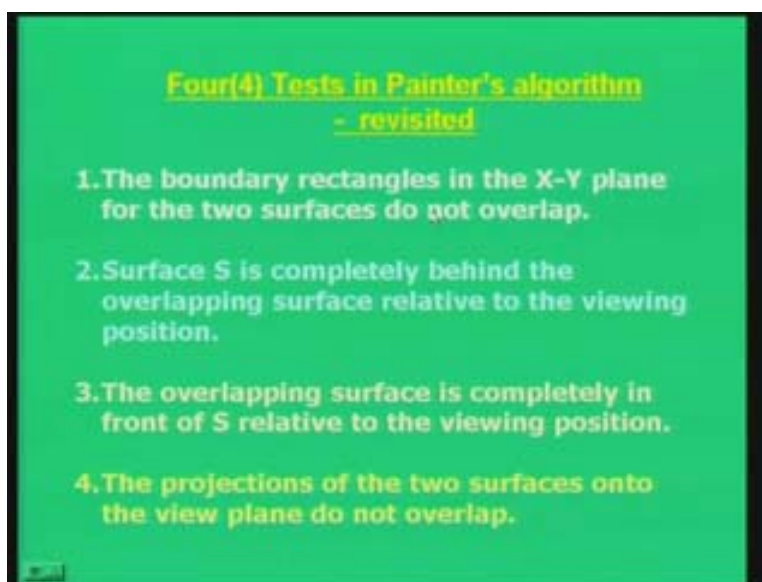 Four(4) Tests in Painter's algorithm
- revisited
1.The boundary rectangles in the X-Y plane
for the two surfaces do not overlap.
2.Surface S is completely behind the
overlapping surface relative to the viewing
position.
3.The overlapping surface is completely in
front of S relative to the viewing position.
4.The projections of the two surfaces onto
the view plane do not overlap.